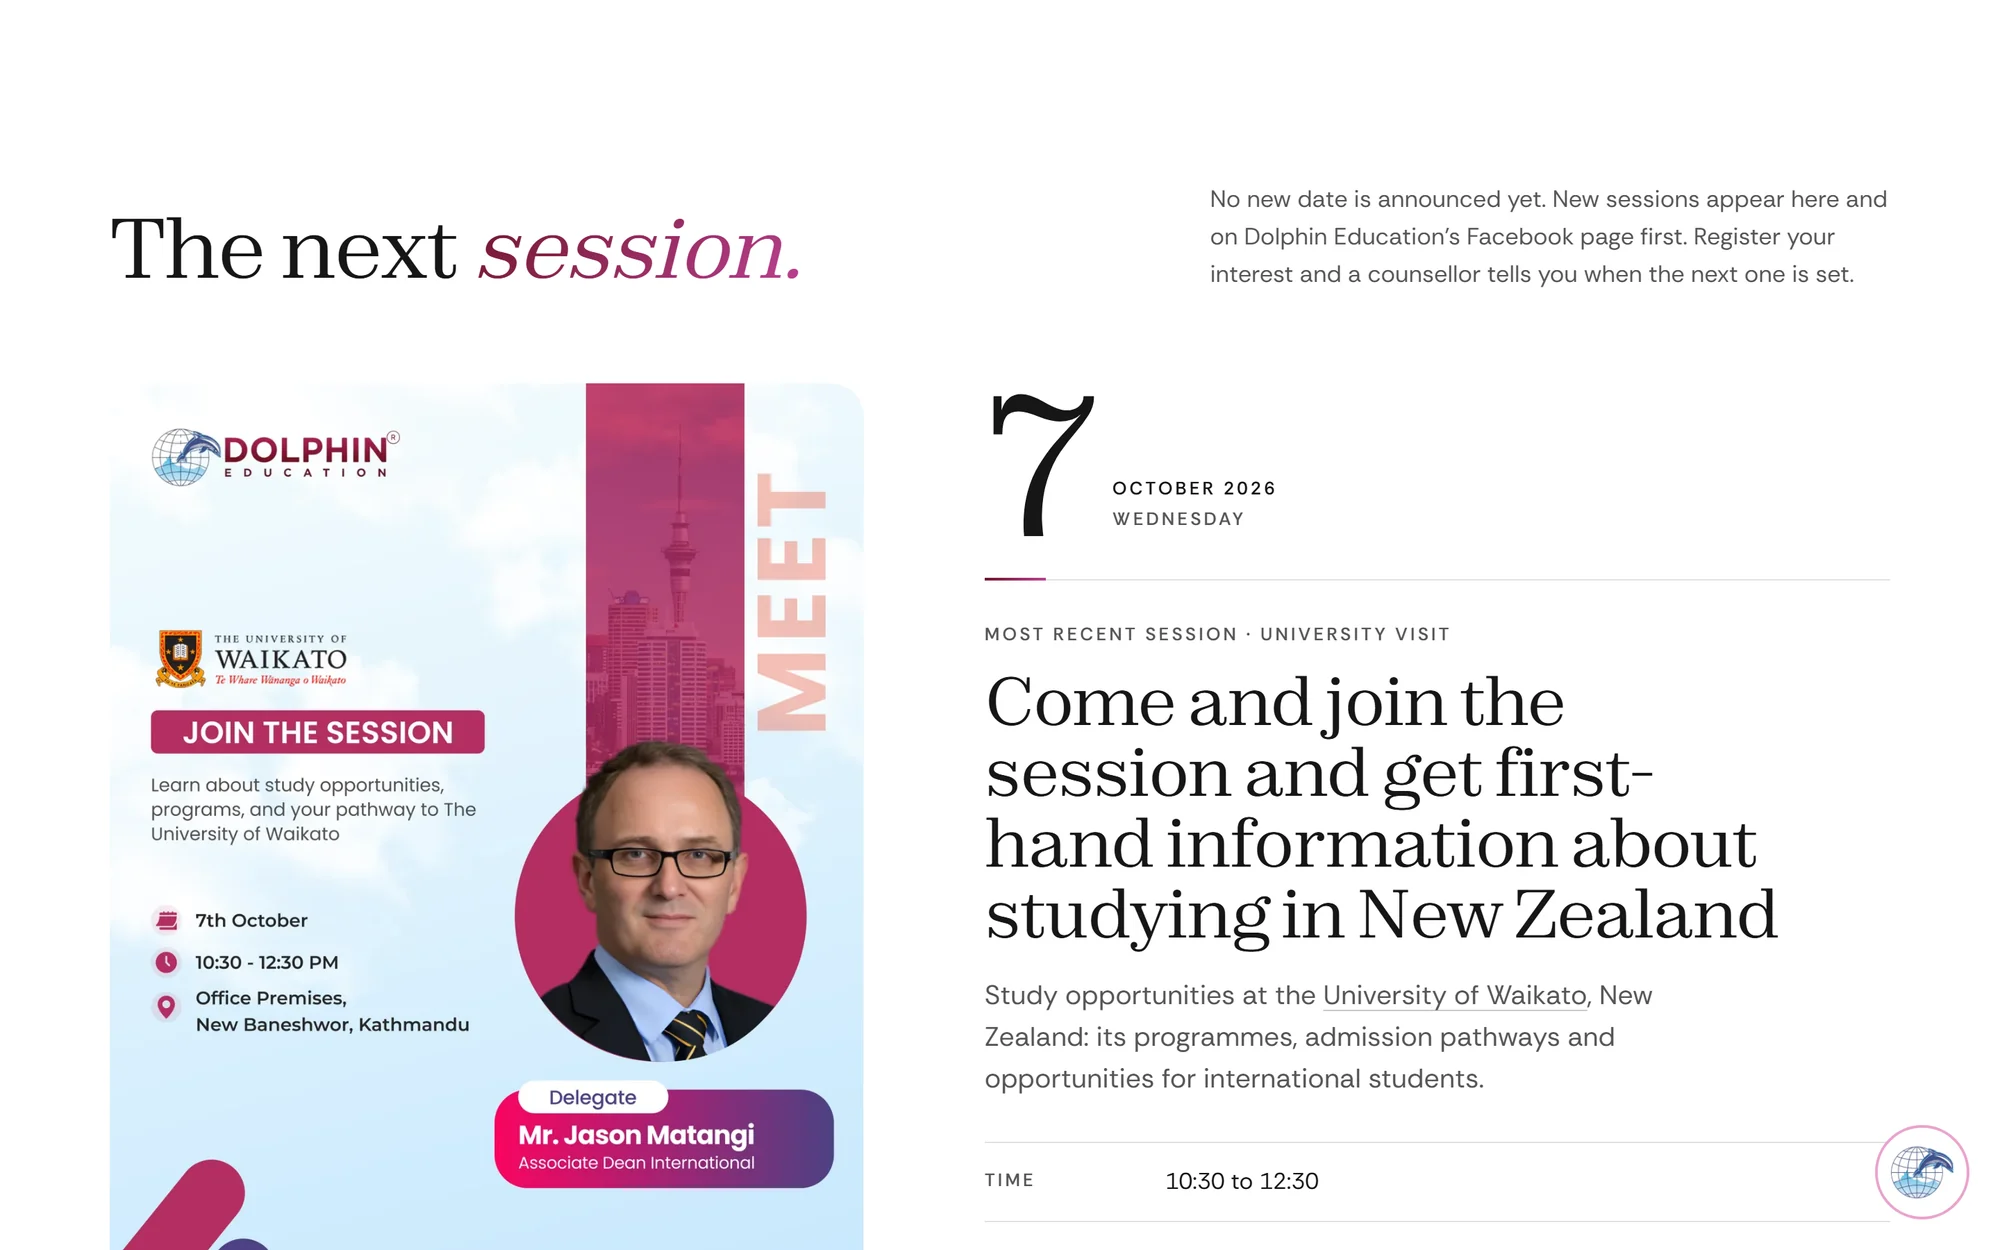 The next session.
No new date is announced yet. New sessions appear here and
on Dolphin Education’s Facebook page first. Register your
interest and a counsellor tells you when the next one is set.
DOLPHIN®
EDUCATION
MEET
THE UNIVERSITY OF
WAIKATO
Te Whare Wānanga o Waikato
JOIN THE SESSION
Learn about study opportunities,
programs, and your pathway to The
University of Waikato
7th October
10:30 - 12:30 PM
Office Premises,
New Baneshwor, Kathmandu
Delegate
Mr. Jason Matangi
Associate Dean International
7
OCTOBER 2026
WEDNESDAY
MOST RECENT SESSION · UNIVERSITY VISIT
Come and join the
session and get first-
hand information about
studying in New Zealand
Study opportunities at the University of Waikato, New
Zealand: its programmes, admission pathways and
opportunities for international students.
TIME 10:30 to 12:30